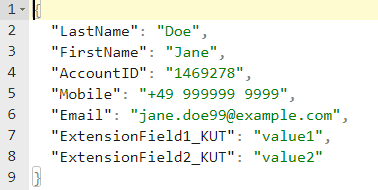 1 {
2 "LastName": "Doe",
3 "FirstName": "Jane",
4 "AccountID": "1469278",
5 "Mobile": "+49 999999 9999",
6 "Email": "jane.doe99@example.com",
7 "ExtensionField1_KUT": "value1",
8 "ExtensionField2_KUT": "value2"
9 }